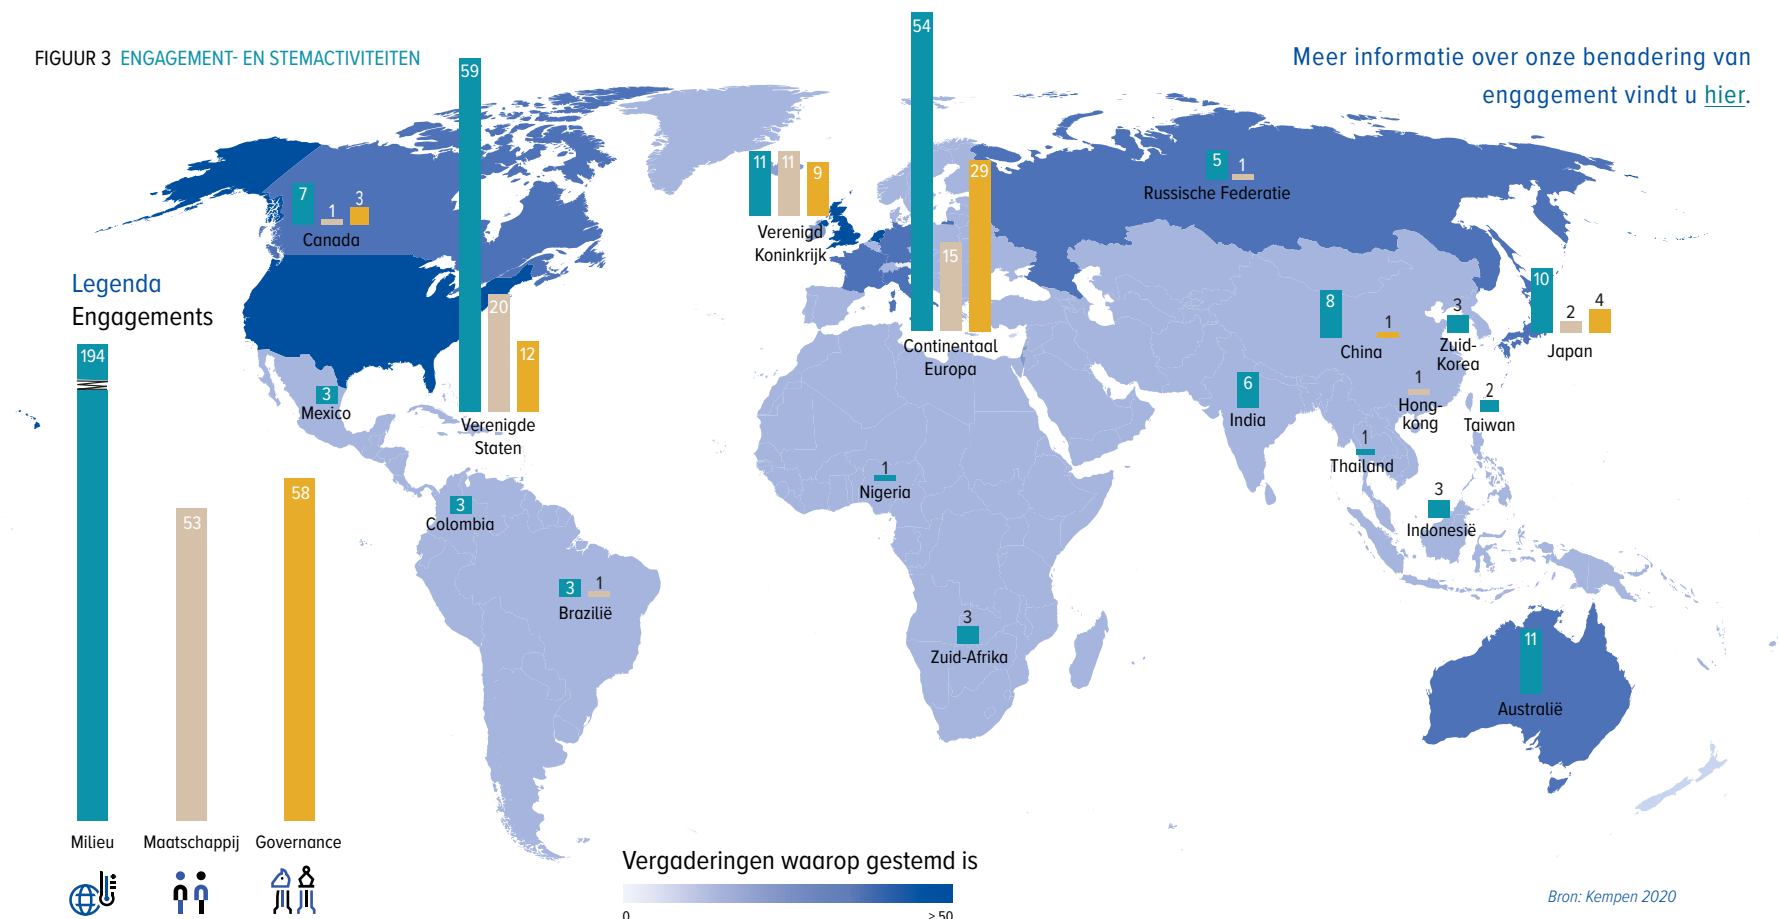 FIGUUR 3 ENGAGEMENT- EN STEMACTIVITEITEN
Meer informatie over onze benadering van
engagement vindt u hier.
Legenda
Engagements
194
53
58
Milieu
Maatschappij
Governance
7
1
3
Canada
59
20
12
Verenigde
Staten
3
Mexico
3
Colombia
3
1
Brazilië
11
11
9
Verenigd
Koninkrijk
54
15
29
Continentaal
Europa
5
1
Russische Federatie
1
Nigeria
3
Zuid-Afrika
6
India
8
1
China
3
Zuid-
Korea
10
2
4
Japan
1
Hong-
kong
2
Taiwan
1
Thailand
3
Indonesië
11
Australië
Vergaderingen waarop gestemd is
0
≥ 50
Bron: Kempen 2020